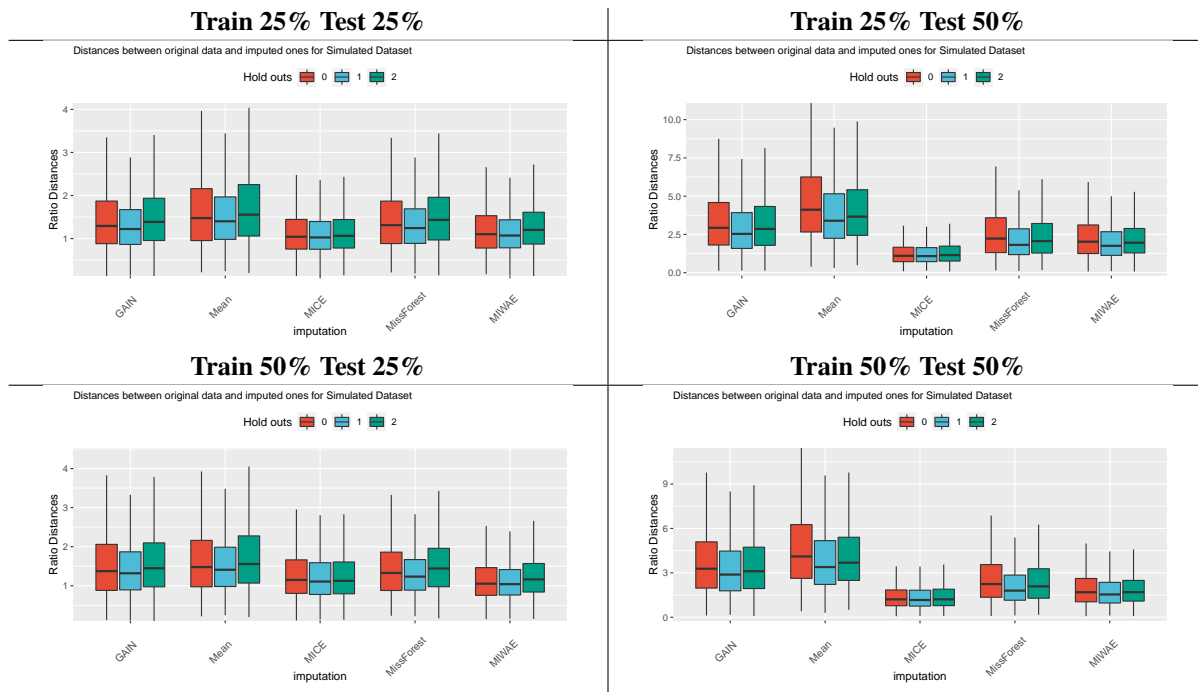 Train 25% Test 25%
Distances between original data and imputed ones for Simulated Dataset
Hold outs 0 1 2
Ratio Distances
4
3
2
1
GAIN
Mean
MICE
MissForest
MIWAE
imputation
Train 25% Test 50%
Distances between original data and imputed ones for Simulated Dataset
Hold outs 0 1 2
Ratio Distances
10.0
7.5
5.0
2.5
0.0
GAIN
Mean
MICE
MissForest
MIWAE
imputation
Train 50% Test 25%
Distances between original data and imputed ones for Simulated Dataset
Hold outs 0 1 2
Ratio Distances
4
3
2
1
GAIN
Mean
MICE
MissForest
MIWAE
imputation
Train 50% Test 50%
Distances between original data and imputed ones for Simulated Dataset
Hold outs 0 1 2
Ratio Distances
9
6
3
0
GAIN
Mean
MICE
MissForest
MIWAE
imputation